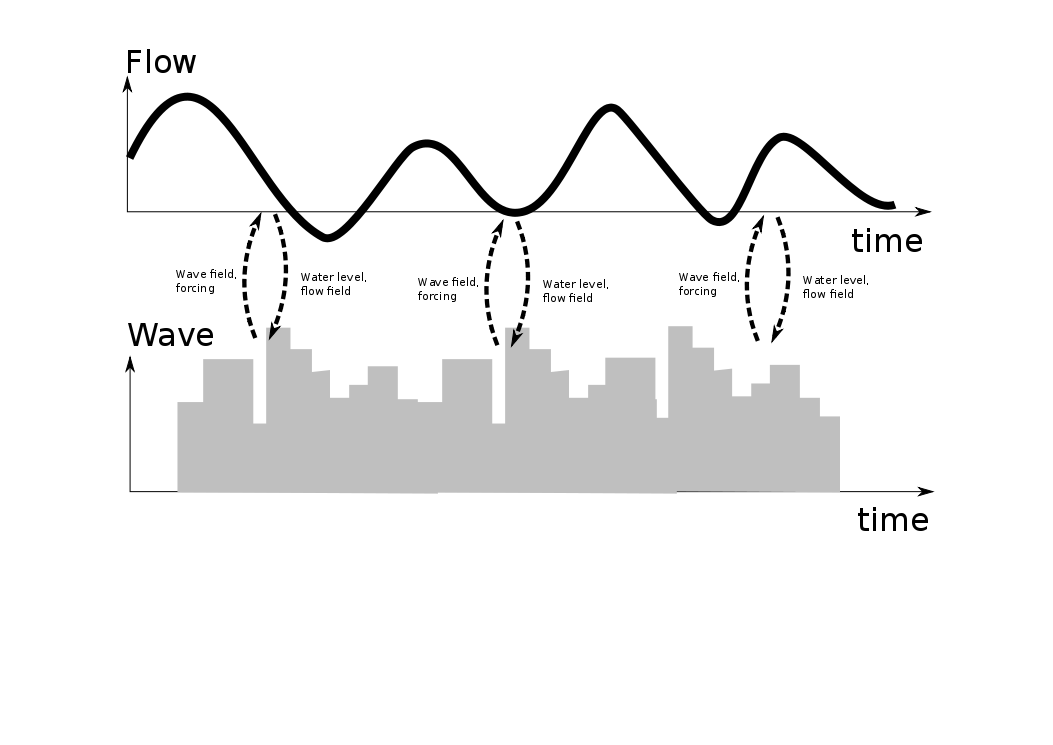 Flow
time
Wave field,
forcing
Water level,
flow field
Wave field,
forcing
Water level,
flow field
Wave field,
forcing
Water level,
flow field
Wave
time